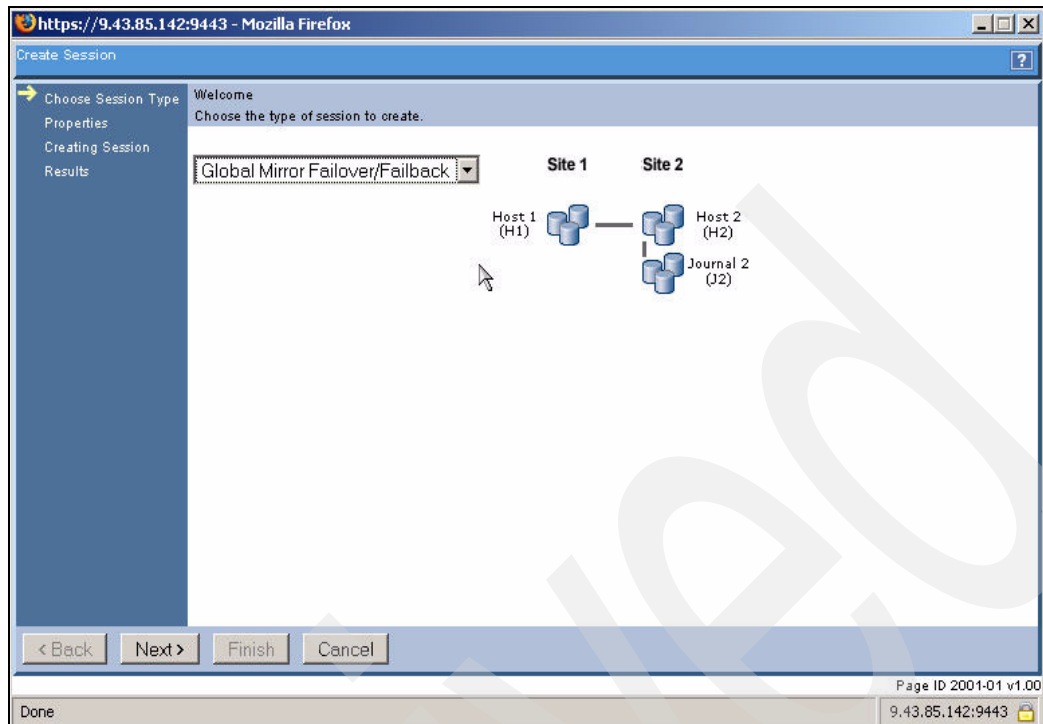 https://9.43.85.142:9443 - Mozilla Firefox
Create Session
?
Choose Session Type
Properties
Creating Session
Results
Welcome
Choose the type of session to create.
Global Mirror Failover/Failback
Site 1 Site 2
Host 1
(H1)
Host 2
(H2)
Journal 2
(J2)
< Back Next > Finish Cancel
Page ID 2001-01 v1.00
Done 9.43.85.142:9443